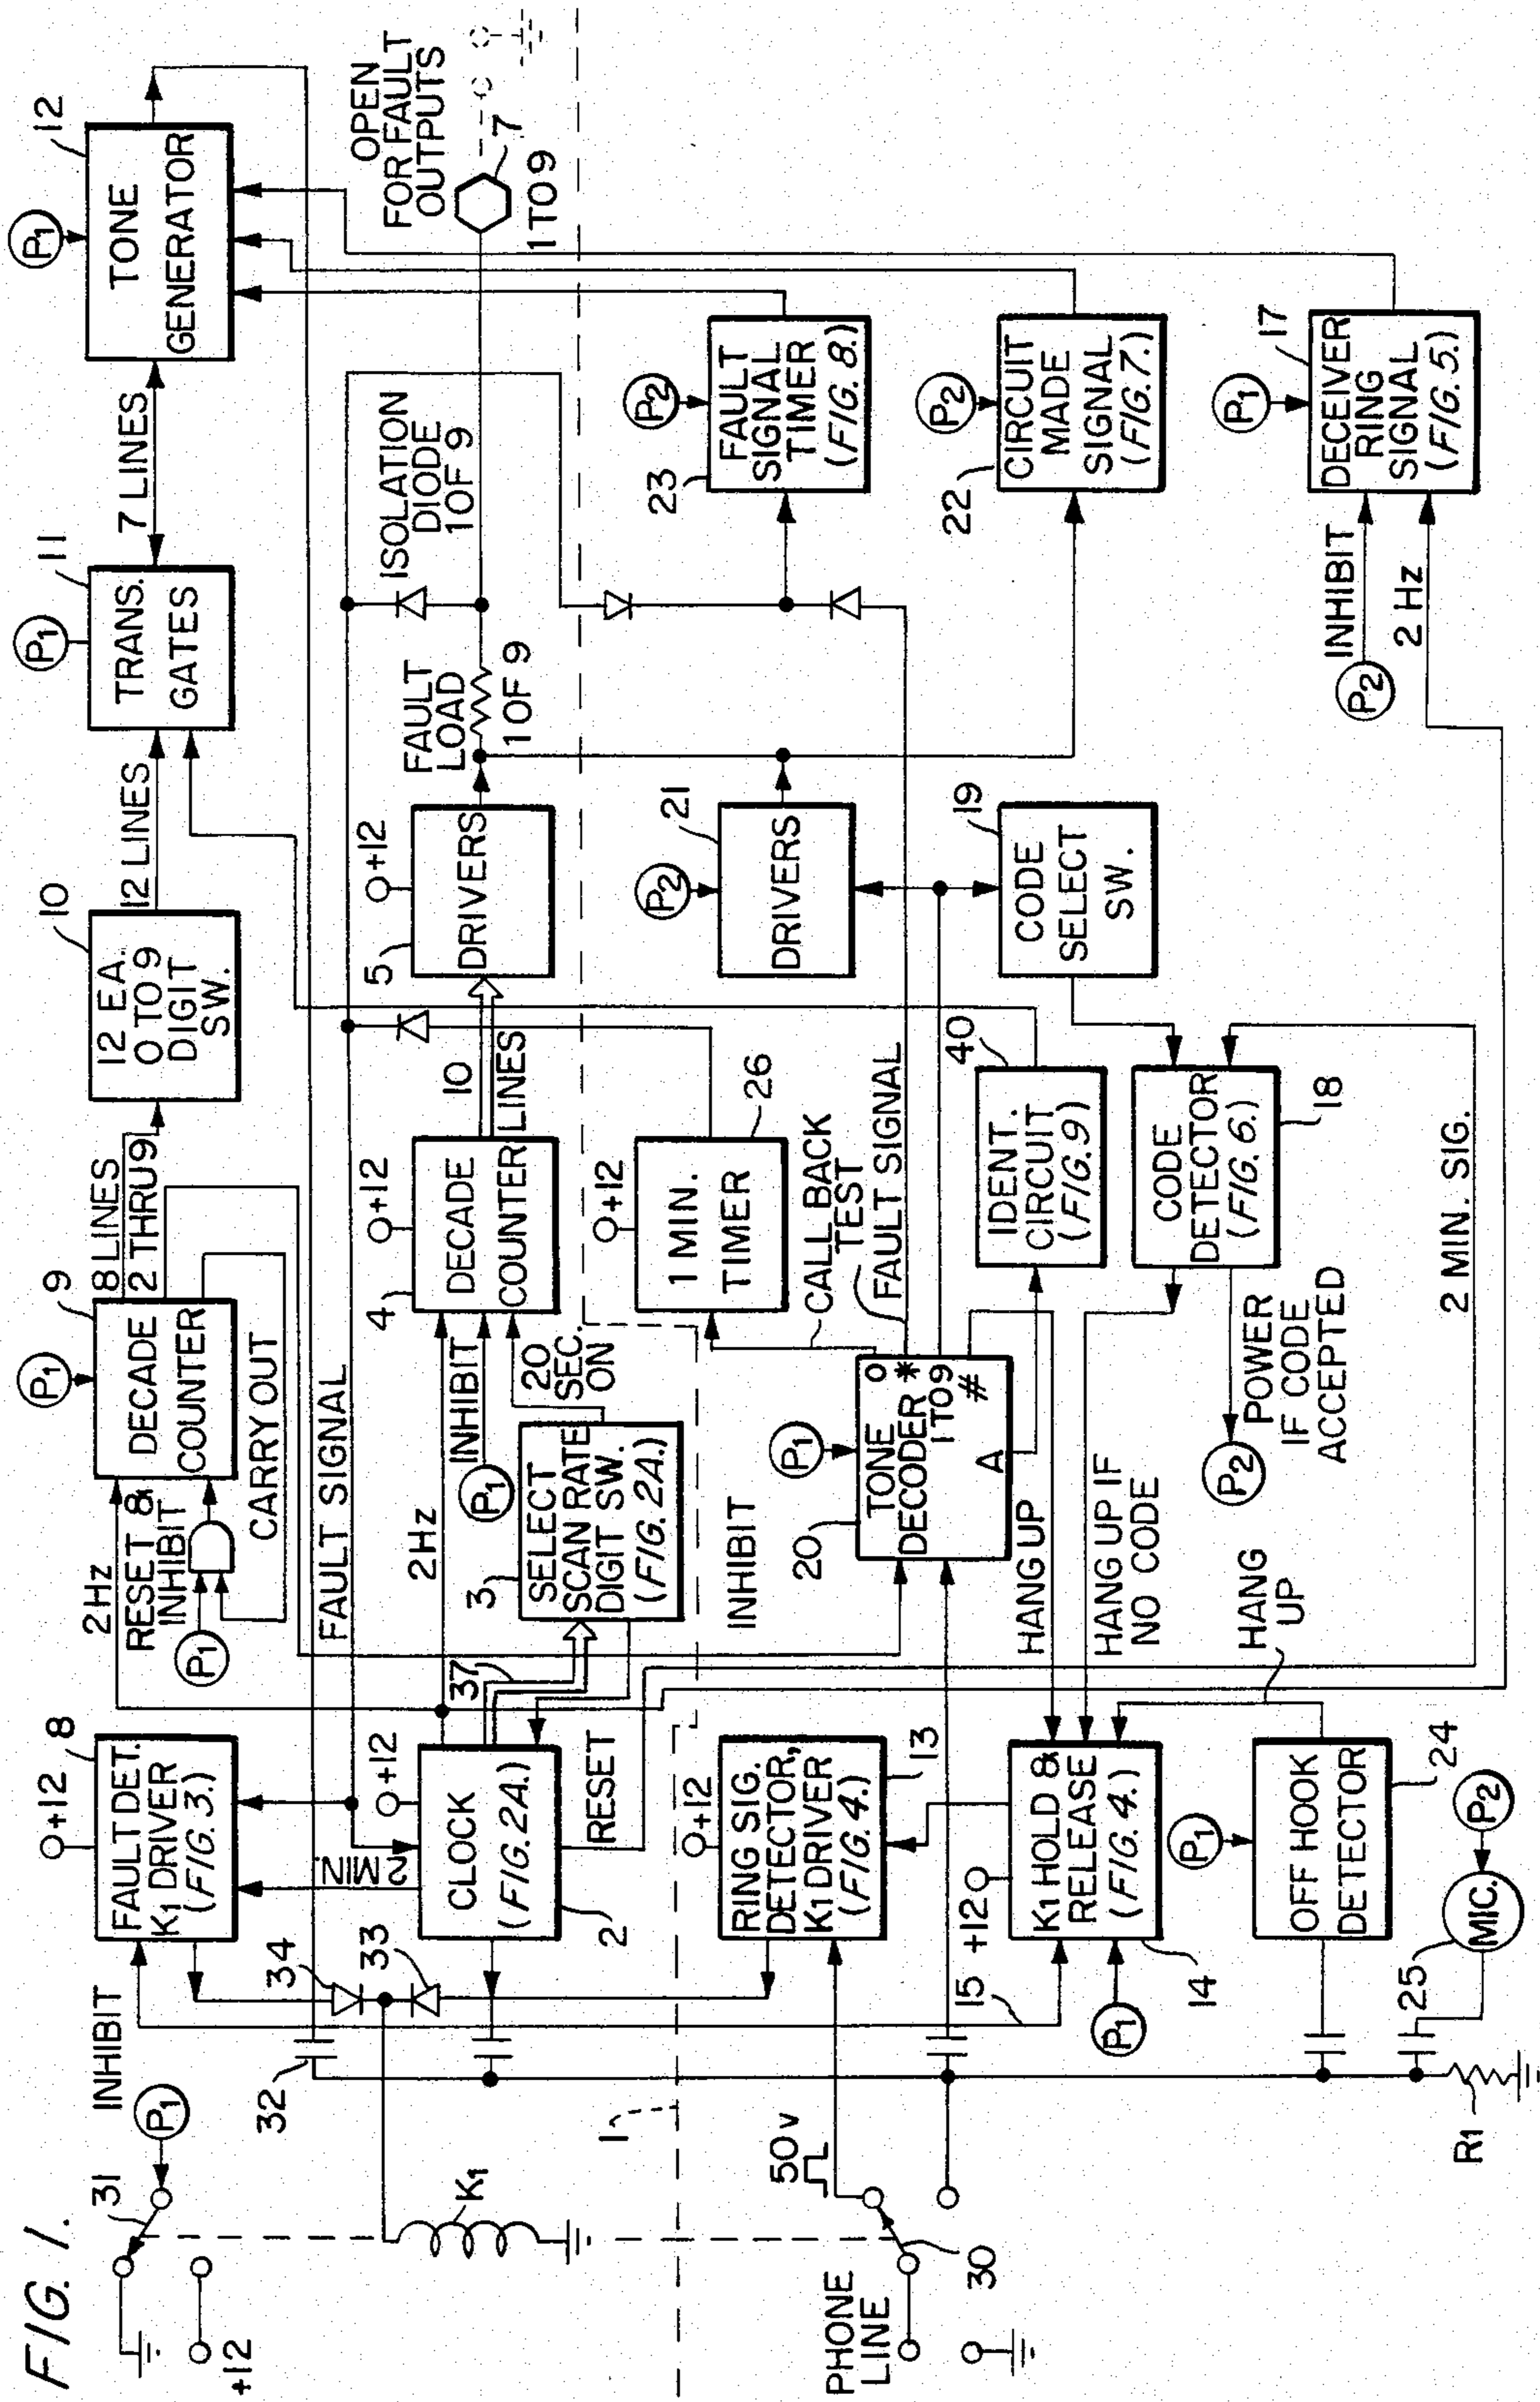 FIG. 1.
31
P1
INHIBIT
+12
32
34
33
K1
+12
8
FAULT DET.
K1 DRIVER
(FIG. 3.)
2 MIN
+12
CLOCK
(FIG. 2A.)
2
RESET
37
2HZ
RESET &
INHIBIT
P1
CARRY OUT
P1
9
DECADE
COUNTER
8 LINES
2 THRU 9
10
12 EA.
0 TO 9
DIGIT
SW.
12 LINES
P1
11
TRANS.
GATES
7 LINES
P1
12
TONE
GENERATOR
FAULT SIGNAL
2HZ
INHIBIT
P1
3
SELECT
SCAN RATE
DIGIT SW.
(FIG. 2A.)
20
SEC.
ON
4
+12
DECADE
COUNTER
10
LINES
5
+12
DRIVERS
FAULT
LOAD
1 OF 9
ISOLATION
DIODE
1 OF 9
OPEN
FOR FAULT
OUTPUTS
7
1 TO 9
1
INHIBIT
PHONE
LINE
30
50 v
+12
RING SIG.
DETECTOR,
K1 DRIVER
(FIG. 4.)
13
15
+12
K1 HOLD &
RELEASE
(FIG. 4.)
14
P1
HANG UP
HANG UP IF
NO CODE
HANG
UP
P1
OFF HOOK
DETECTOR
24
25
MIC.
P2
R1
+12
1 MIN.
TIMER
26
CALL BACK
TEST
FAULT SIGNAL
P1
20
TONE
DECODER
0
*
1 TO 9
#
A
40
IDENT.
CIRCUIT
(FIG. 9)
CODE
DETECTOR
(FIG. 6.)
18
P2
POWER
IF CODE
ACCEPTED
2 MIN. SIG.
P2
21
DRIVERS
19
CODE
SELECT
SW.
P2
23
FAULT
SIGNAL
TIMER
(FIG. 8.)
P2
22
CIRCUIT
MADE
SIGNAL
(FIG. 7.)
P1
17
DECEIVER
RING
SIGNAL
(FIG. 5)
INHIBIT
P2
2 Hz